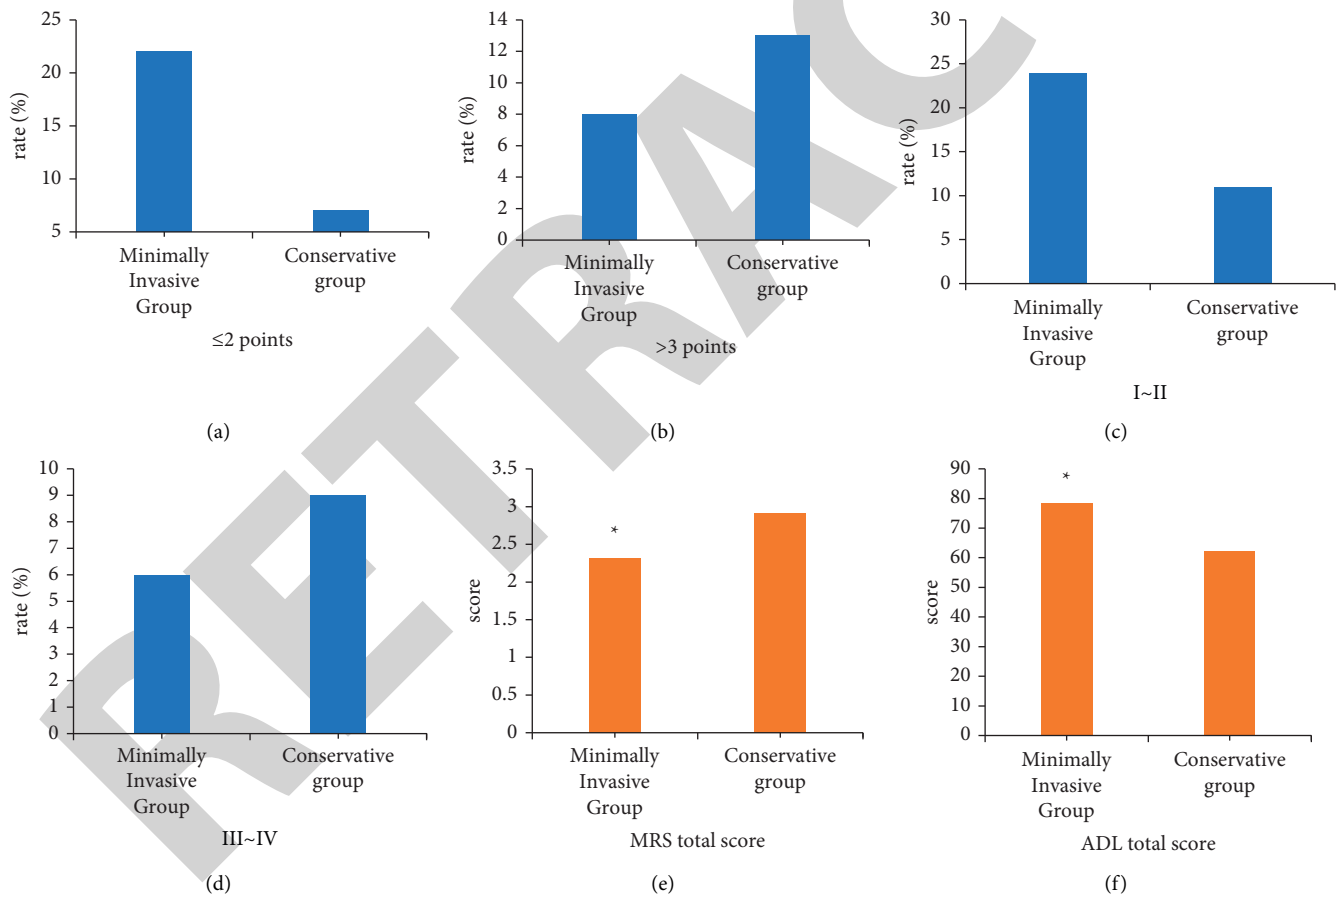 25
20
15
10
5
rate (%)
Minimally
Invasive
Group
Conservative
group
≤2 points
(a)
14
12
10
8
6
4
2
0
rate (%)
Minimally
Invasive
Group
Conservative
group
>3 points
(b)
30
25
20
15
10
5
0
rate (%)
Minimally
Invasive
Group
Conservative
group
I~II
(c)
10
9
8
7
6
5
4
3
2
1
0
rate (%)
Minimally
Invasive
Group
Conservative
group
III~IV
(d)
3.5
3
2.5
2
1.5
1
0.5
0
score
*
Minimally
Invasive
Group
Conservative
group
MRS total score
(e)
90
80
70
60
50
40
30
20
10
0
score
*
Minimally
Invasive
Group
Conservative
group
ADL total score
(f)
RETRAC